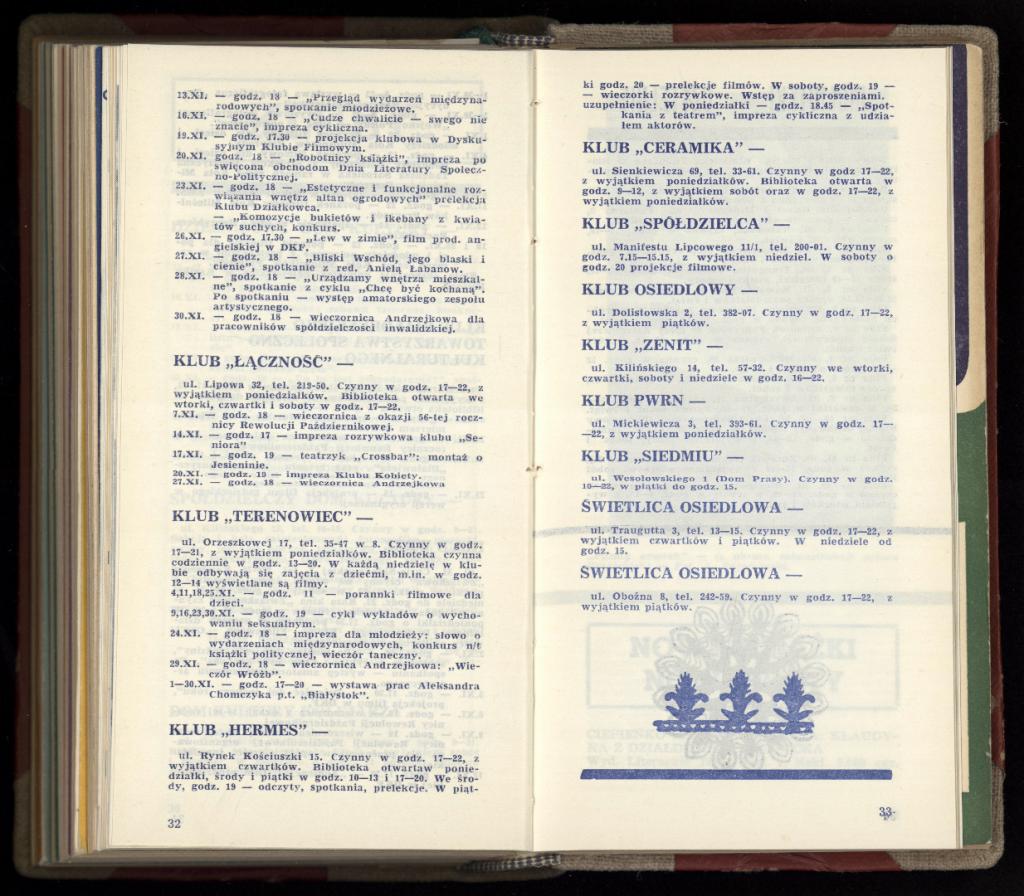 13.XI. — godz. 18 — „Przegląd wydarzeń międzyna-
rodowych”, spotkanie młodzieżowe.
16.XI. — godz. 18 — „Cudze chwalicie — swego nie
znacie”, impreza cykliczna.
19.XI. — godz. 17.30 — projekcja klubowa w Dysku-
syjnym Klubie Filmowym.
20.XI. godz. 18 — „Robotnicy książki”, impreza po
święcona obchodom Dnia Literatury Społecz-
no-Politycznej.
23.XI. — godz. 18 — „Estetyczne i funkcjonalne roz-
wiązania wnętrz altan ogrodowych” prelekcja
Klubu Działkowca.
— „Komozycje bukietów i ikebany z kwia-
tów suchych, konkurs.
26.XI. — godz. 17.30 — „Lew w zimie”, film prod. an-
gielskiej w DKF.
27.XI. — godz. 18 — „Bliski Wschód, jego blaski i
cienie”, spotkanie z red. Anielą Łabanow.
28.XI. — godz. 18 — „Urządzamy wnętrza mieszkal-
ne”, spotkanie z cyklu „Chcę być kochaną”.
Po spotkaniu — występ amatorskiego zespołu
artystycznego.
30.XI. — godz. 18 — wieczornica Andrzejkowa dla
pracowników spółdzielczości inwalidzkiej.
KLUB „ŁĄCZNOŚĆ” —
ul. Lipowa 32, tel. 219-50. Czynny w godz. 17—22, z
wyjątkiem poniedziałków. Biblioteka otwarta we
wtorki, czwartki i soboty w godz. 17—22.
7.XI. — godz. 18 — wieczornica z okazji 56-tej rocz-
nicy Rewolucji Październikowej.
14.XI. — godz. 17 — impreza rozrywkowa klubu „Se-
niora”
17.XI. — godz. 19 — teatrzyk „Crossbar”: montaż o
Jesieninie.
20.XI. — godz. 19 — impreza Klubu Kobiety.
27.XI. — godz. 18 — wieczornica Andrzejkowa
KLUB „TERENOWIEC” —
ul. Orzeszkowej 17, tel. 35-47 w 8. Czynny w godz.
17—21, z wyjątkiem poniedziałków. Biblioteka czynna
codziennie w godz. 13—20. W każdą niedzielę w klu-
bie odbywają się zajęcia z dziećmi, m.in. w godz.
12—14 wyświetlane są filmy.
4,11,18,25.XI. — godz. 11 — poranki filmowe dla
dzieci.
9,16,23,30.XI. — godz. 19 — cykl wykładów o wycho-
waniu seksualnym.
24.XI. — godz. 18 — impreza dla młodzieży: słowo o
wydarzeniach międzynarodowych, konkurs n/t
książki politycznej, wieczór taneczny.
29.XI. — godz. 18 — wieczornica Andrzejkowa: „Wie-
czór Wróżb”.
1—30.XI. — godz. 17—20 — wystawa prac Aleksandra
Chomczyka p.t. „Białystok”.
KLUB „HERMES” —
ul. Rynek Kościuszki 15. Czynny w godz. 17—22, z
wyjątkiem czwartków. Biblioteka otwartaw ponie-
działki, środy i piątki w godz. 10—13 i 17—20. We śro-
dy, godz. 19 — odczyty, spotkania, prelekcje. W piąt-
32
ki godz. 20 — prelekcje filmów. W soboty, godz. 19 —
— wieczorki rozrywkowe. Wstęp za zaproszeniami.
uzupełnienie: W poniedziałki — godz. 18.45 — „Spot-
kania z teatrem”, impreza cykliczna z udzia-
łem aktorów.
KLUB „CERAMIKA” —
ul. Sienkiewicza 69, tel. 33-61. Czynny w godz 17—22,
z wyjątkiem poniedziałków. Biblioteka otwarta w
godz. 9—12, z wyjątkiem sobót oraz w godz. 17—22, z
wyjątkiem poniedziałków.
KLUB „SPÓŁDZIELCA” —
ul. Manifestu Lipcowego 11/1, tel. 200-01. Czynny w
godz. 7.15—15.15, z wyjątkiem niedziel. W soboty o
godz. 20 projekcje filmowe.
KLUB OSIEDLOWY —
ul. Dolistowska 2, tel. 382-07. Czynny w godz. 17—22,
z wyjątkiem piątków.
KLUB „ZENIT” —
ul. Kilińskiego 14, tel. 57-32. Czynny we wtorki,
czwartki, soboty i niedziele w godz. 16—22.
KLUB PWRN —
ul. Mickiewicza 3, tel. 393-61. Czynny w godz. 17—
—22, z wyjątkiem poniedziałków.
KLUB „SIEDMIU” —
ul. Wesołowskiego 1 (Dom Prasy). Czynny w godz.
10—22, w piątki do godz. 15.
ŚWIETLICA OSIEDLOWA —
ul. Traugutta 3, tel. 13—15. Czynny w godz. 17—22, z
wyjątkiem czwartków i piątków. W niedziele od
godz. 15.
ŚWIETLICA OSIEDLOWA —
ul. Oboźna 8, tel. 242-59. Czynny w godz. 17—22, z
wyjątkiem piątków.
33